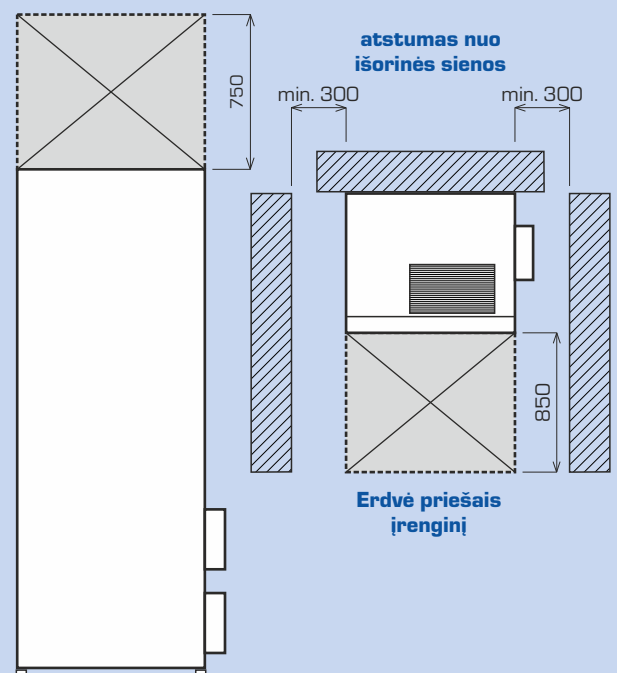 atstumas nuo
išorinės sienos
750
min. 300
min. 300
850
Erdvė priešais
įrenginį